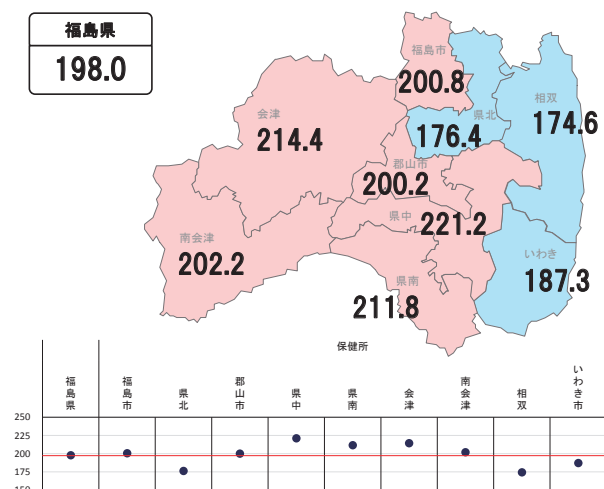 福島県
198.0
福島市
200.8
相双
174.6
県北
176.4
会津
214.4
郡山市
200.2
県中
221.2
南会津
202.2
いわき
187.3
県南
211.8
保健所
福島県
福島市
県北
郡山市
県中
県南
会津
南会津
相双
いわき市
250
225
200
175
150